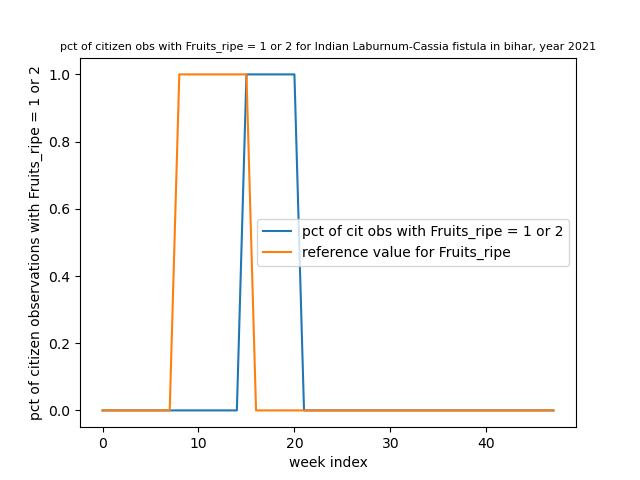 pct of citizen obs with Fruits_ripe = 1 or 2 for Indian Laburnum-Cassia fistula in bihar, year 2021
pct of citizen observations with Fruits_ripe = 1 or 2
1.0
0.8
0.6
0.4
0.2
0.0
pct of cit obs with Fruits_ripe = 1 or 2
reference value for Fruits_ripe
0
10
20
30
40
week index